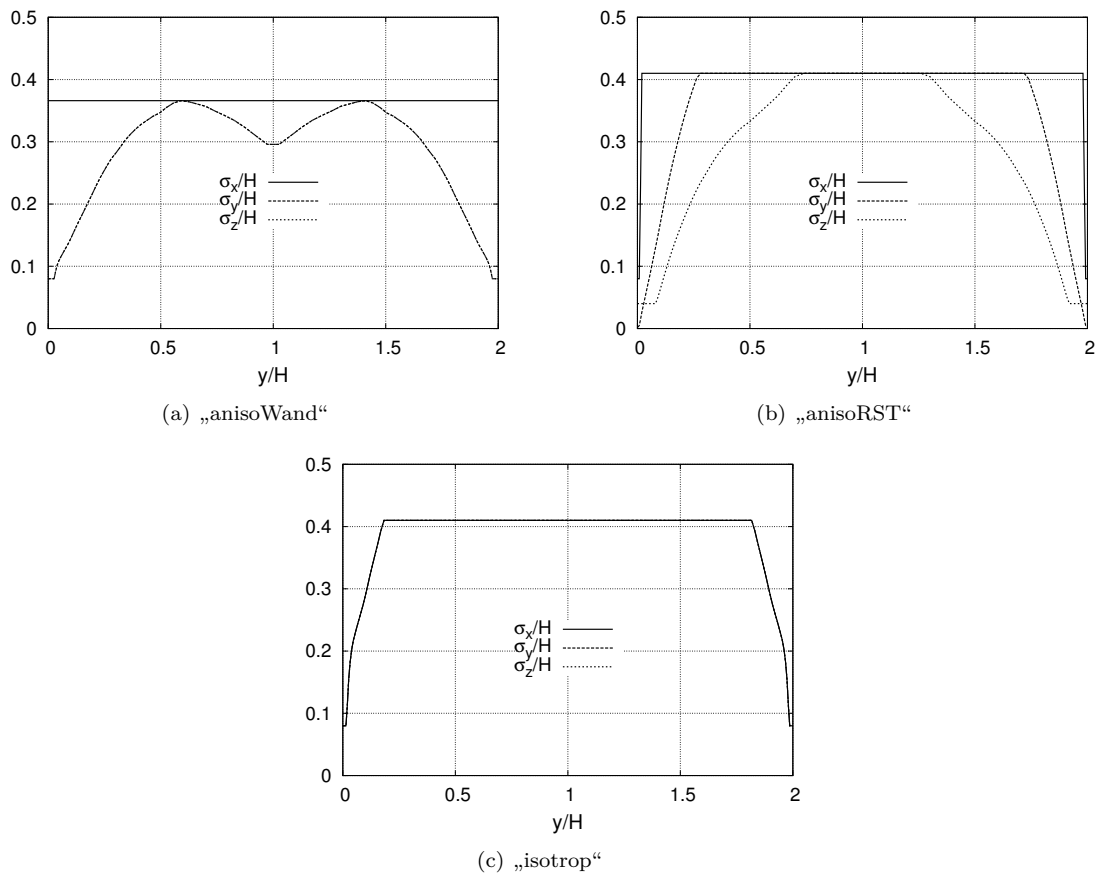 0.5
0.4
0.3
0.2
0.1
0
σx/H
σy/H
σz/H
0 0.5 1 1.5 2
y/H
(a) „anisoWand“
0.5
0.4
0.3
0.2
0.1
0
σx/H
σy/H
σz/H
0 0.5 1 1.5 2
y/H
(b) „anisoRST“
0.5
0.4
0.3
0.2
0.1
0
σx/H
σy/H
σz/H
0 0.5 1 1.5 2
y/H
(c) „isotrop“